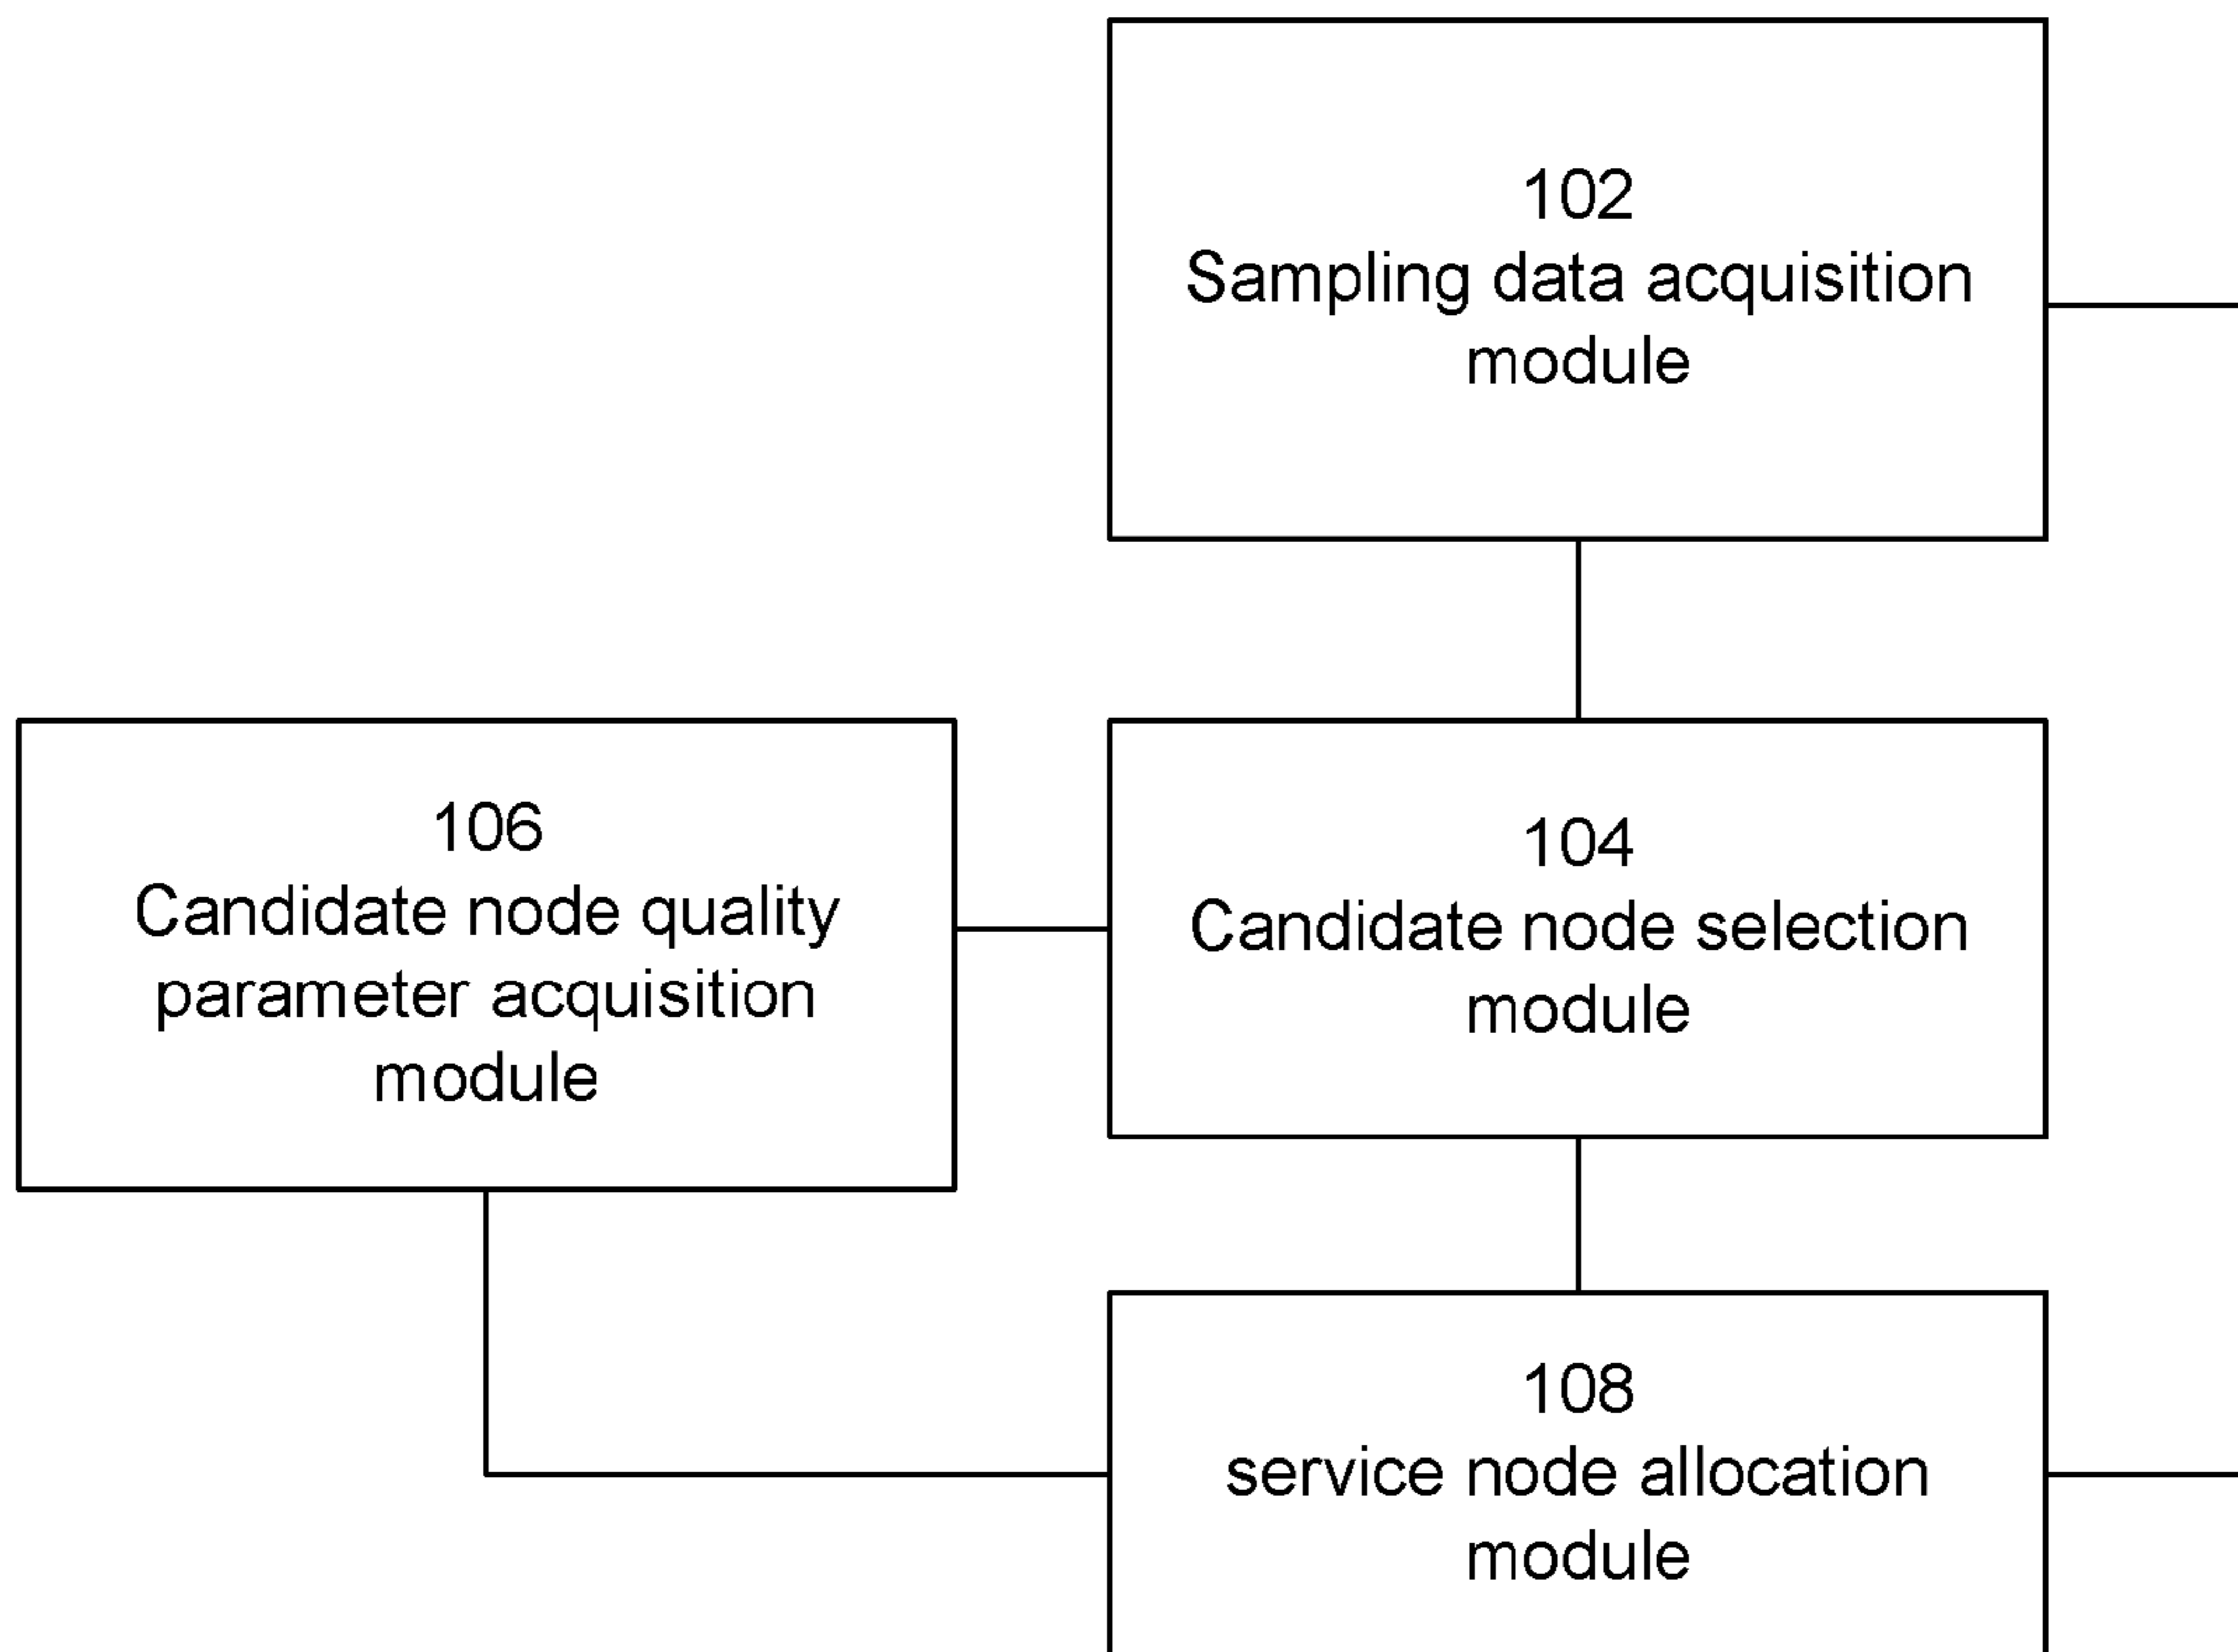 102
Sampling data acquisition
module
106
Candidate node quality
parameter acquisition
module
104
Candidate node selection
module
108
service node allocation
module